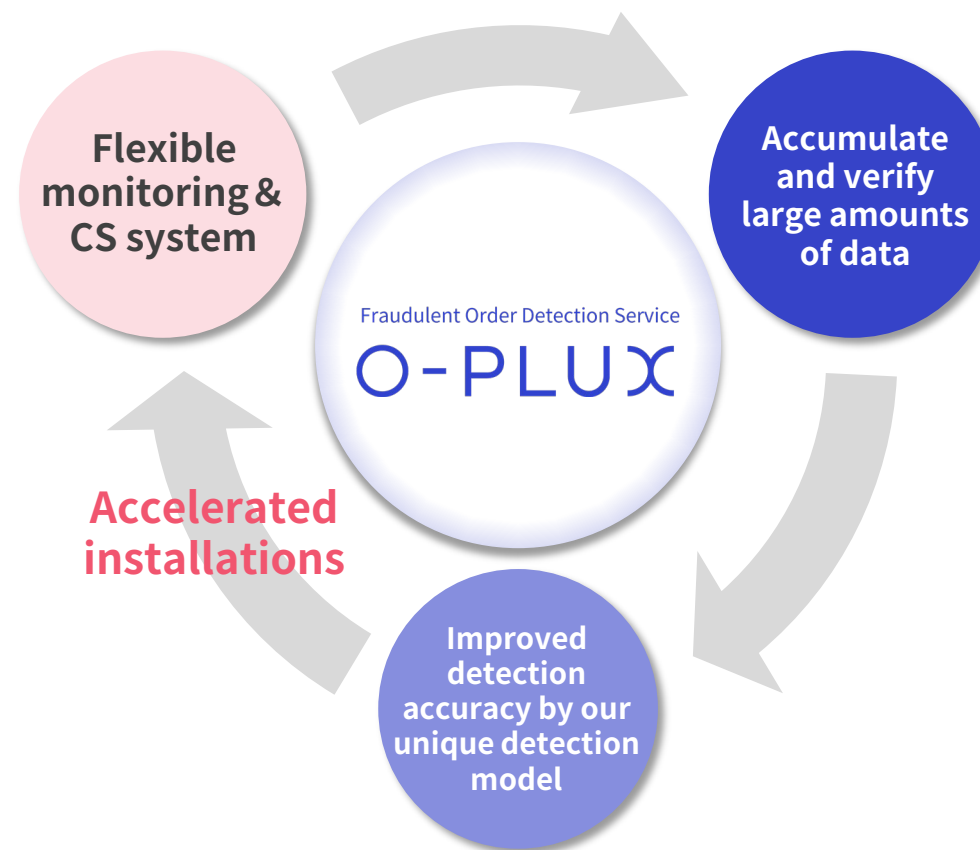 Flexible
monitoring &
CS system
Accumulate
and verify
large amounts
of data
Fraudulent Order Detection Service
O-PLUX
Accelerated
installations
Improved
detection
accuracy by our
unique detection
model